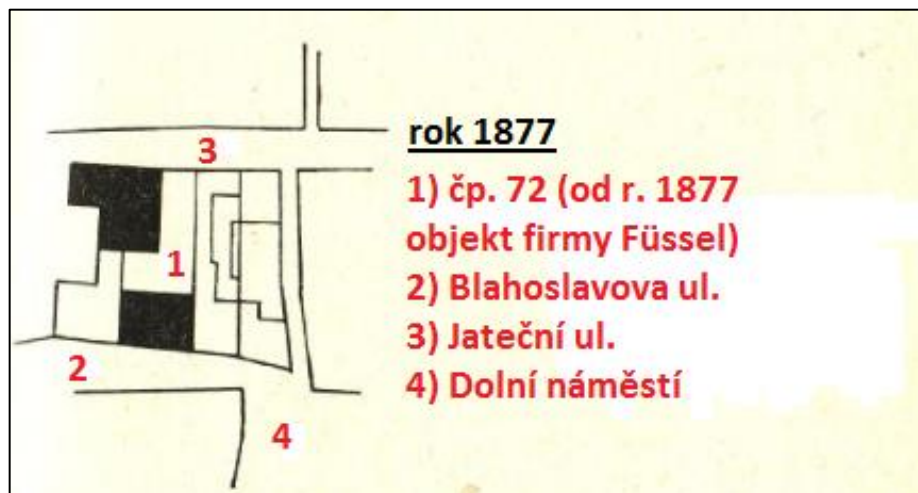 rok 1877
3
1) čp. 72 (od r. 1877
objekt firmy Füssel)
1
2) Blahoslavova ul.
3) Jateční ul.
2
4) Dolní náměstí
4